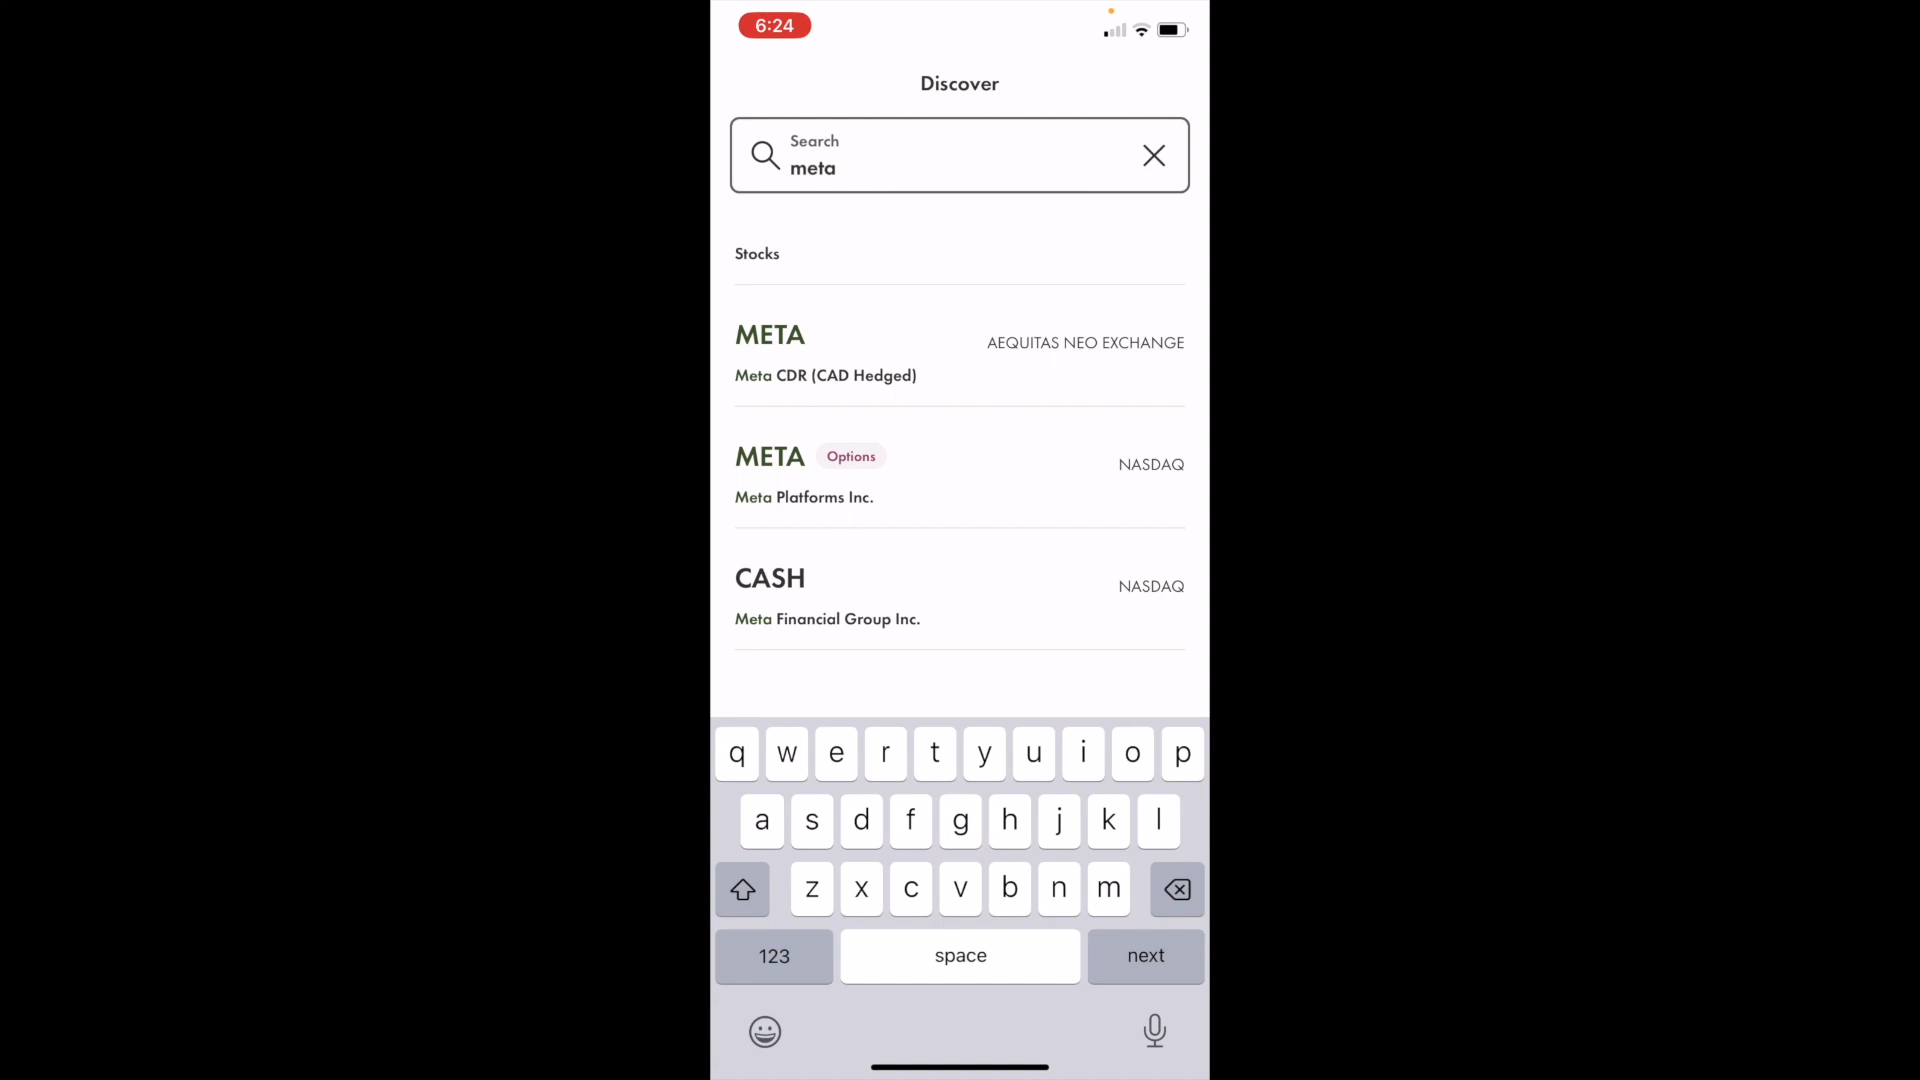 6:24
Discover
Search
meta
Stocks
META
AEQUITAS NEO EXCHANGE
Meta CDR (CAD Hedged)
META Options
NASDAQ
Meta Platforms Inc.
CASH
NASDAQ
Meta Financial Group Inc.
q w e r t y u i o p
a s d f g h j k l
z x c v b n m
123 space next